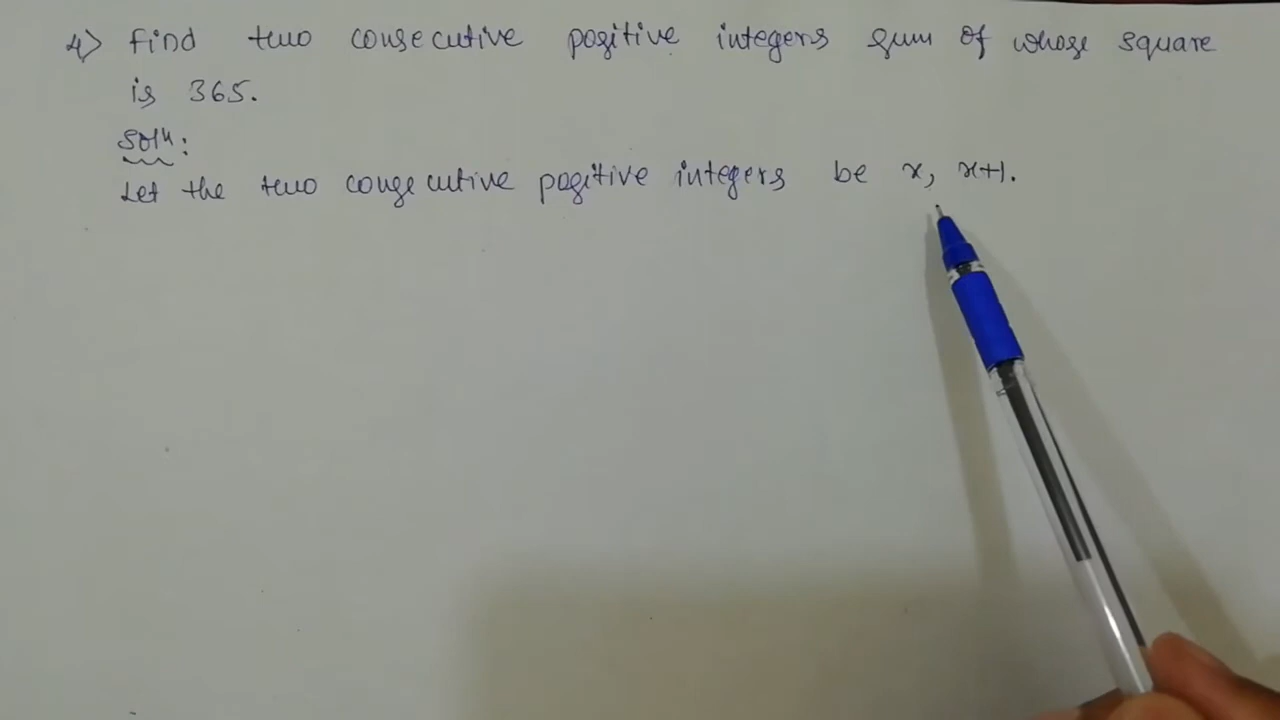 4) Find two consecutive positive integers sum of whose square
is 365.
Soln:
Let the two consecutive positive integers be x, x+1.